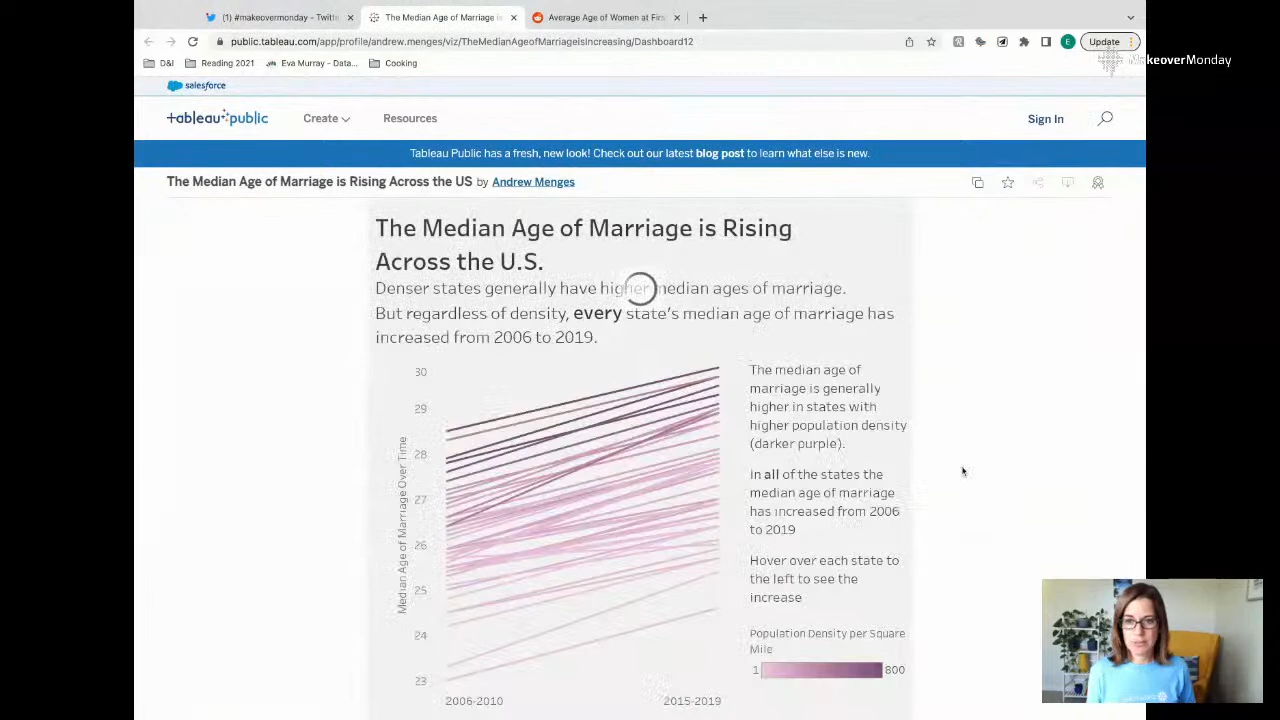 (1) #makeovermonday - Twitte
The Median Age of Marriage is
Average Age of Women at Firs
public.tableau.com/app/profile/andrew.menges/viz/TheMedianAgeofMarriageisIncreasing/Dashboard12
E
Update
D&I
Reading 2021
Eva Murray - Data...
Cooking
keoverMonday
salesforce
+ableau+public
Create
Resources
Sign In
Tableau Public has a fresh, new look! Check out our latest blog post to learn what else is new.
The Median Age of Marriage is Rising Across the US by Andrew Menges
The Median Age of Marriage is Rising
Across the U.S.
Denser states generally have higher median ages of marriage.
But regardless of density, every state's median age of marriage has
increased from 2006 to 2019.
Median Age of Marriage Over Time
30
29
28
27
26
25
24
23
2006-2010
2015-2019
The median age of
marriage is generally
higher in states with
higher population density
(darker purple).
In all of the states the
median age of marriage
has increased from 2006
to 2019
Hover over each state to
the left to see the
increase
Population Density per Square
Mile
1
800